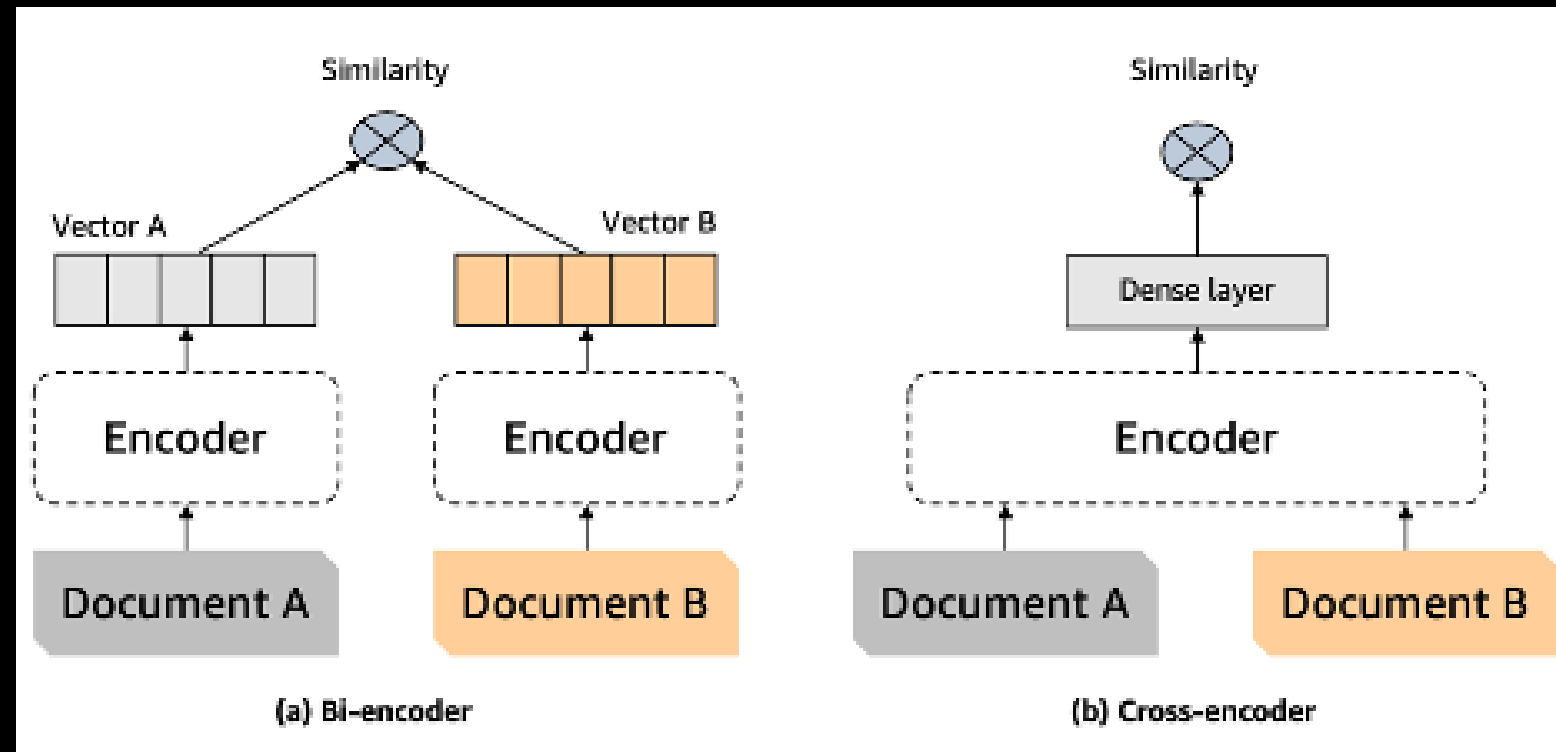 Similarity
Vector A
Vector B
Encoder
Encoder
Document A
Document B
(a) Bi-encoder
Similarity
Dense layer
Encoder
Document A
Document B
(b) Cross-encoder